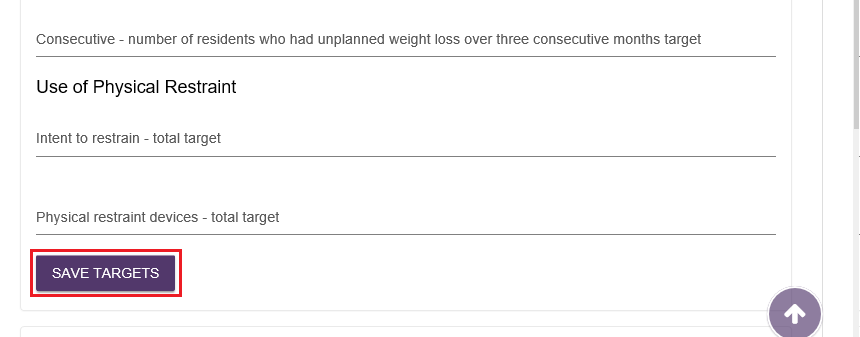 Consecutive - number of residents who had unplanned weight loss over three consecutive months target
Use of Physical Restraint
Intent to restrain - total target
Physical restraint devices - total target
SAVE TARGETS